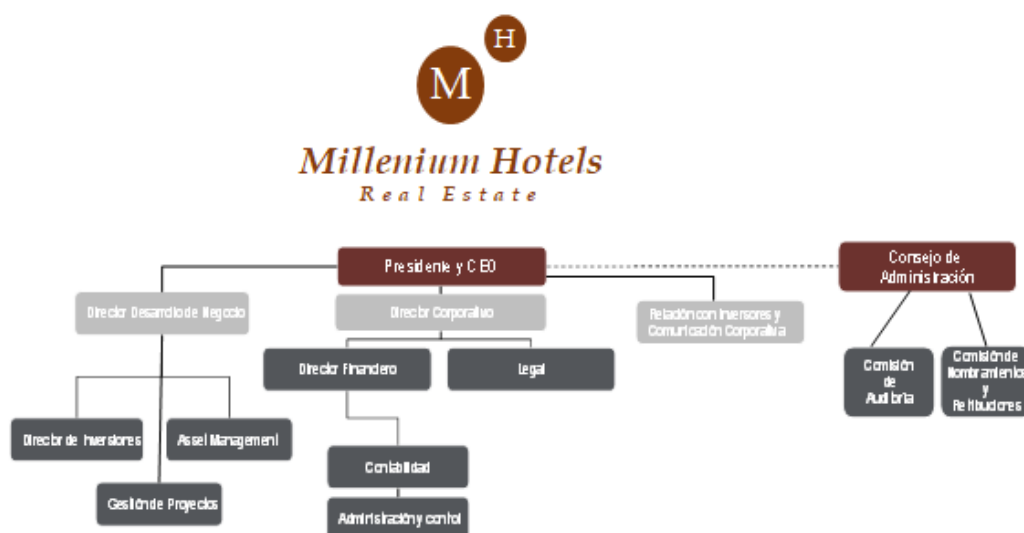 H
M
Millenium Hotels
Real Estate
Presidente y CEO
Consejo de
Administración
Director Desarrollo de Negocio
Director Corporativo
Relación con Inversores y
Comunicación Corporativa
Director Financiero
Legal
Comisión
de
Auditoría
Comisión de
Nombramientos
y
Retribuciones
Director de Inversiones
Asset Management
Contabilidad
Gestión de Proyectos
Administración y control